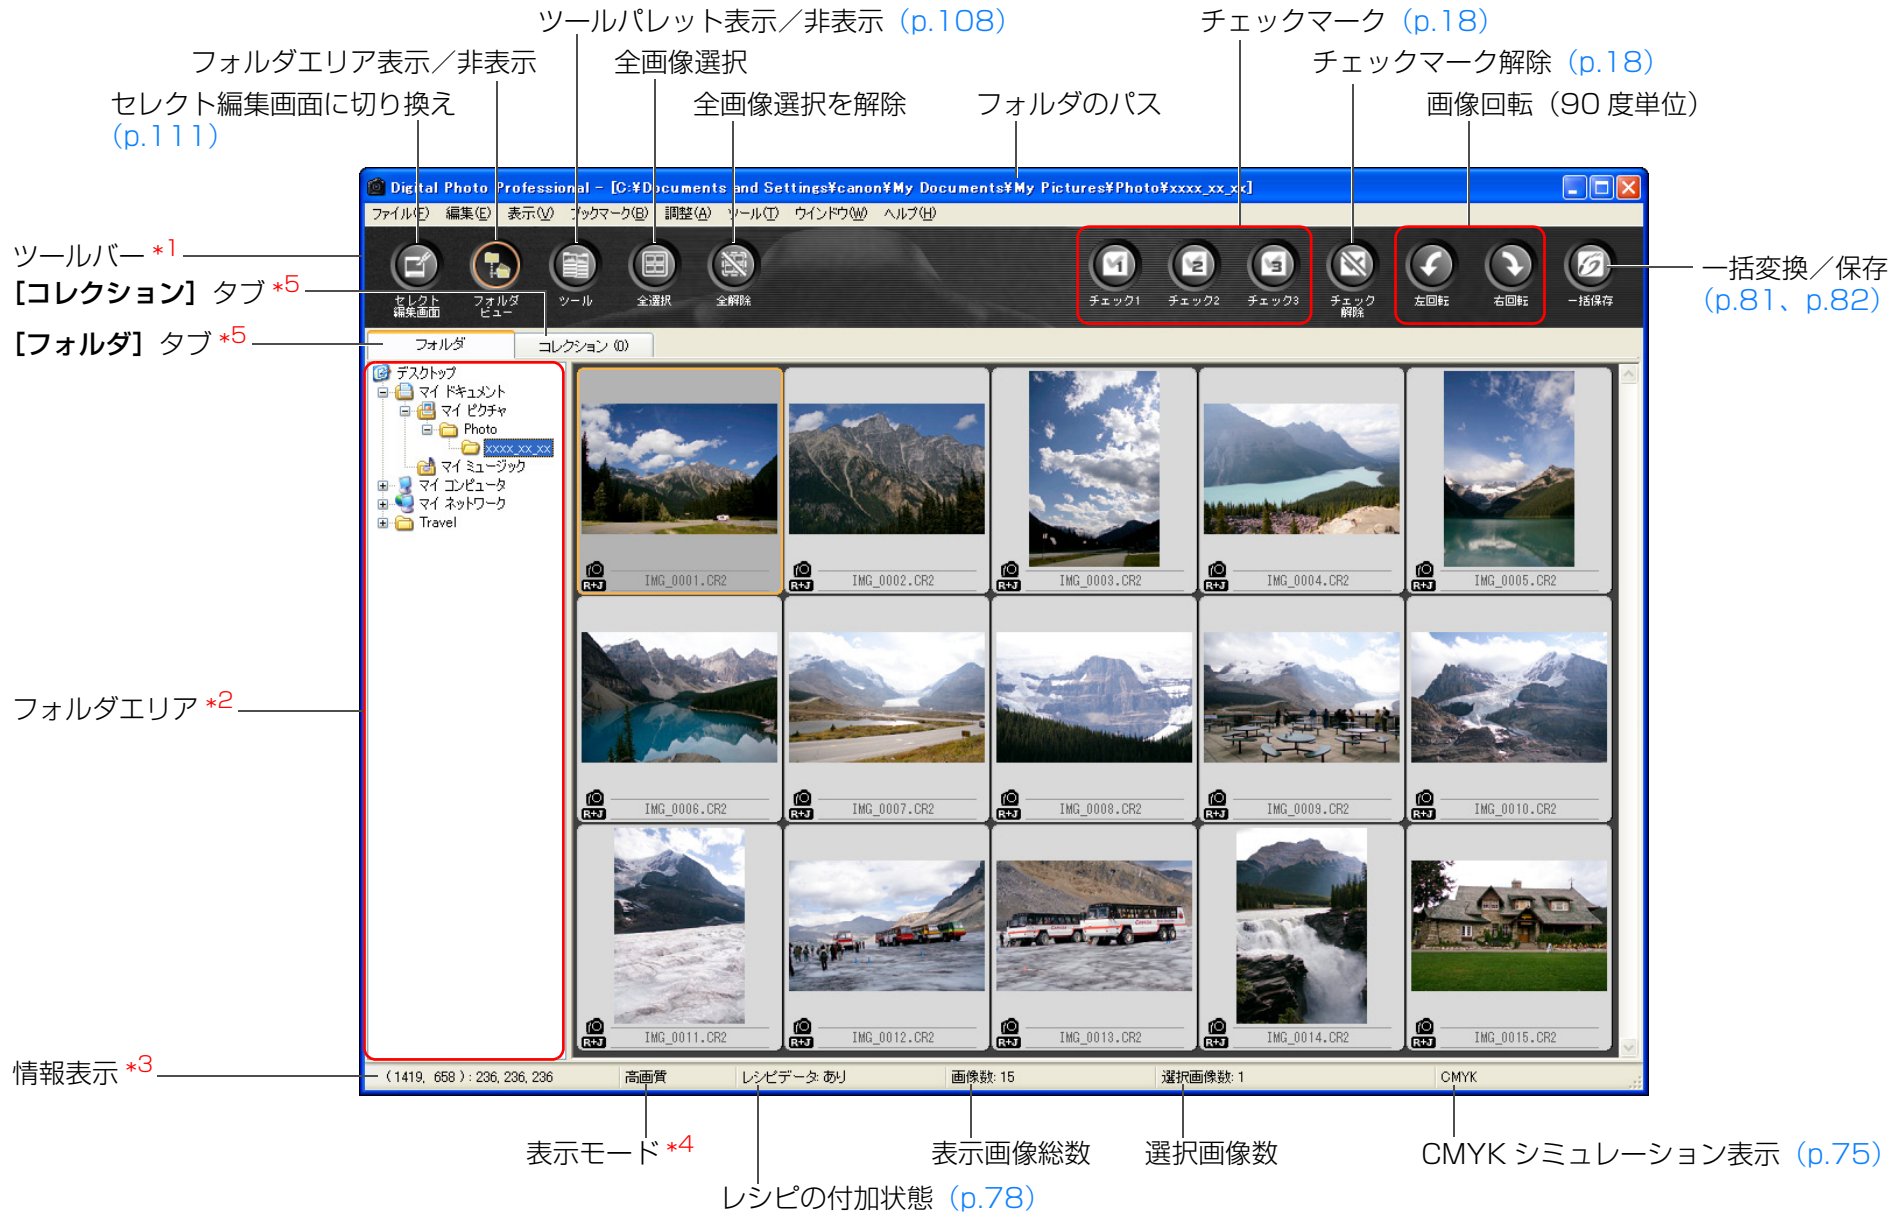 ツールパレット表示／非表示（p.108）
チェックマーク（p.18）
フォルダエリア表示／非表示
全画像選択
チェックマーク解除（p.18）
セレクト編集画面に切り換え
（p.111）
全画像選択を解除
フォルダのパス
画像回転（90 度単位）
Digital Photo Professional - [C:¥Documents and Settings¥canon¥My Documents¥My Pictures¥Photo¥xxxx_xx_xx]
ファイル(F) 編集(E) 表示(V) ブックマーク(B) 調整(A) ツール(T) ウインドウ(W) ヘルプ(H)
ツールバー *1
[コレクション] タブ *5
[フォルダ] タブ *5
セレクト
編集画面
フォルダ
ビュー
ツール
全選択
全解除
チェック1
チェック2
チェック3
チェック
解除
左回転
右回転
一括保存
一括変換／保存
（p.81、p.82）
フォルダ
コレクション (0)
デスクトップ
マイ ドキュメント
マイ ピクチャ
Photo
xxxx_xx_xx
マイ ミュージック
マイ コンピュータ
マイ ネットワーク
Travel
R+J IMG_0001.CR2
R+J IMG_0002.CR2
R+J IMG_0003.CR2
R+J IMG_0004.CR2
R+J IMG_0005.CR2
フォルダエリア *2
R+J IMG_0006.CR2
R+J IMG_0007.CR2
R+J IMG_0008.CR2
R+J IMG_0009.CR2
R+J IMG_0010.CR2
R+J IMG_0011.CR2
R+J IMG_0012.CR2
R+J IMG_0013.CR2
R+J IMG_0014.CR2
R+J IMG_0015.CR2
情報表示 *3
( 1419, 658 ) : 236, 236, 236
高画質
レシピデータ: あり
画像数: 15
選択画像数: 1
CMYK
表示モード *4
表示画像総数
選択画像数
CMYK シミュレーション表示（p.75）
レシピの付加状態（p.78）